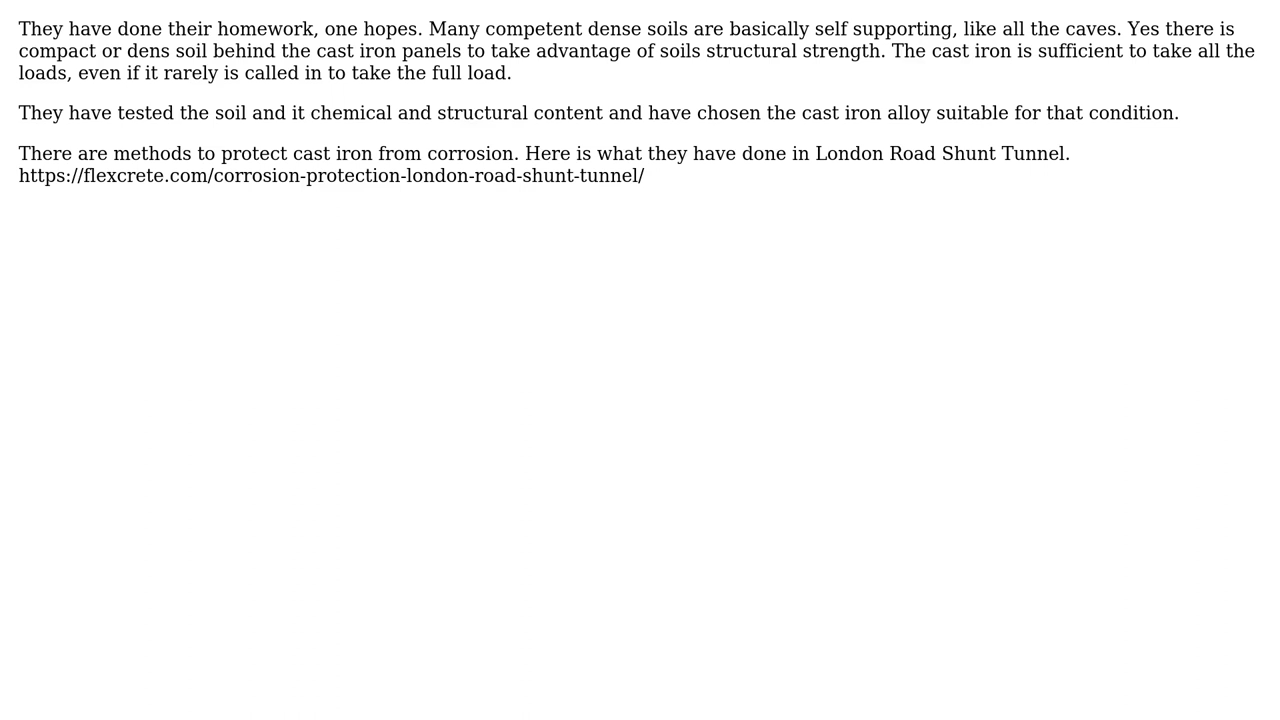 They have done their homework, one hopes. Many competent dense soils are basically self supporting, like all the caves. Yes there is
compact or dens soil behind the cast iron panels to take advantage of soils structural strength. The cast iron is sufficient to take all the
loads, even if it rarely is called in to take the full load.
They have tested the soil and it chemical and structural content and have chosen the cast iron alloy suitable for that condition.
There are methods to protect cast iron from corrosion. Here is what they have done in London Road Shunt Tunnel.
https://flexcrete.com/corrosion-protection-london-road-shunt-tunnel/